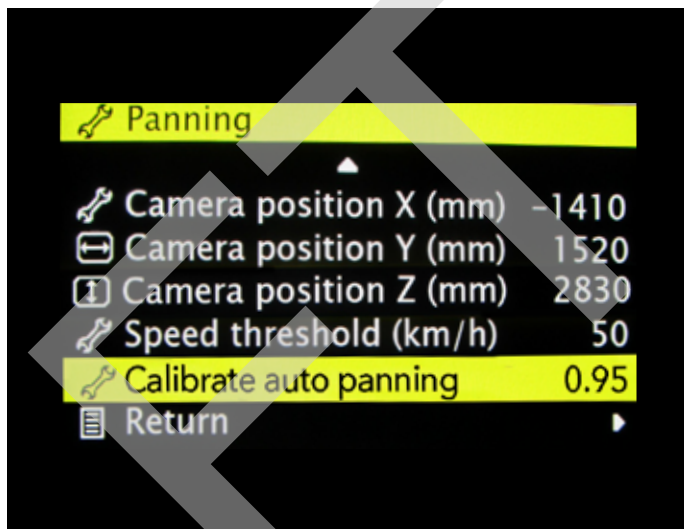 Panning
Camera position X (mm) -1410
Camera position Y (mm) 1520
Camera position Z (mm) 2830
Speed threshold (km/h) 50
Calibrate auto panning 0.95
Return